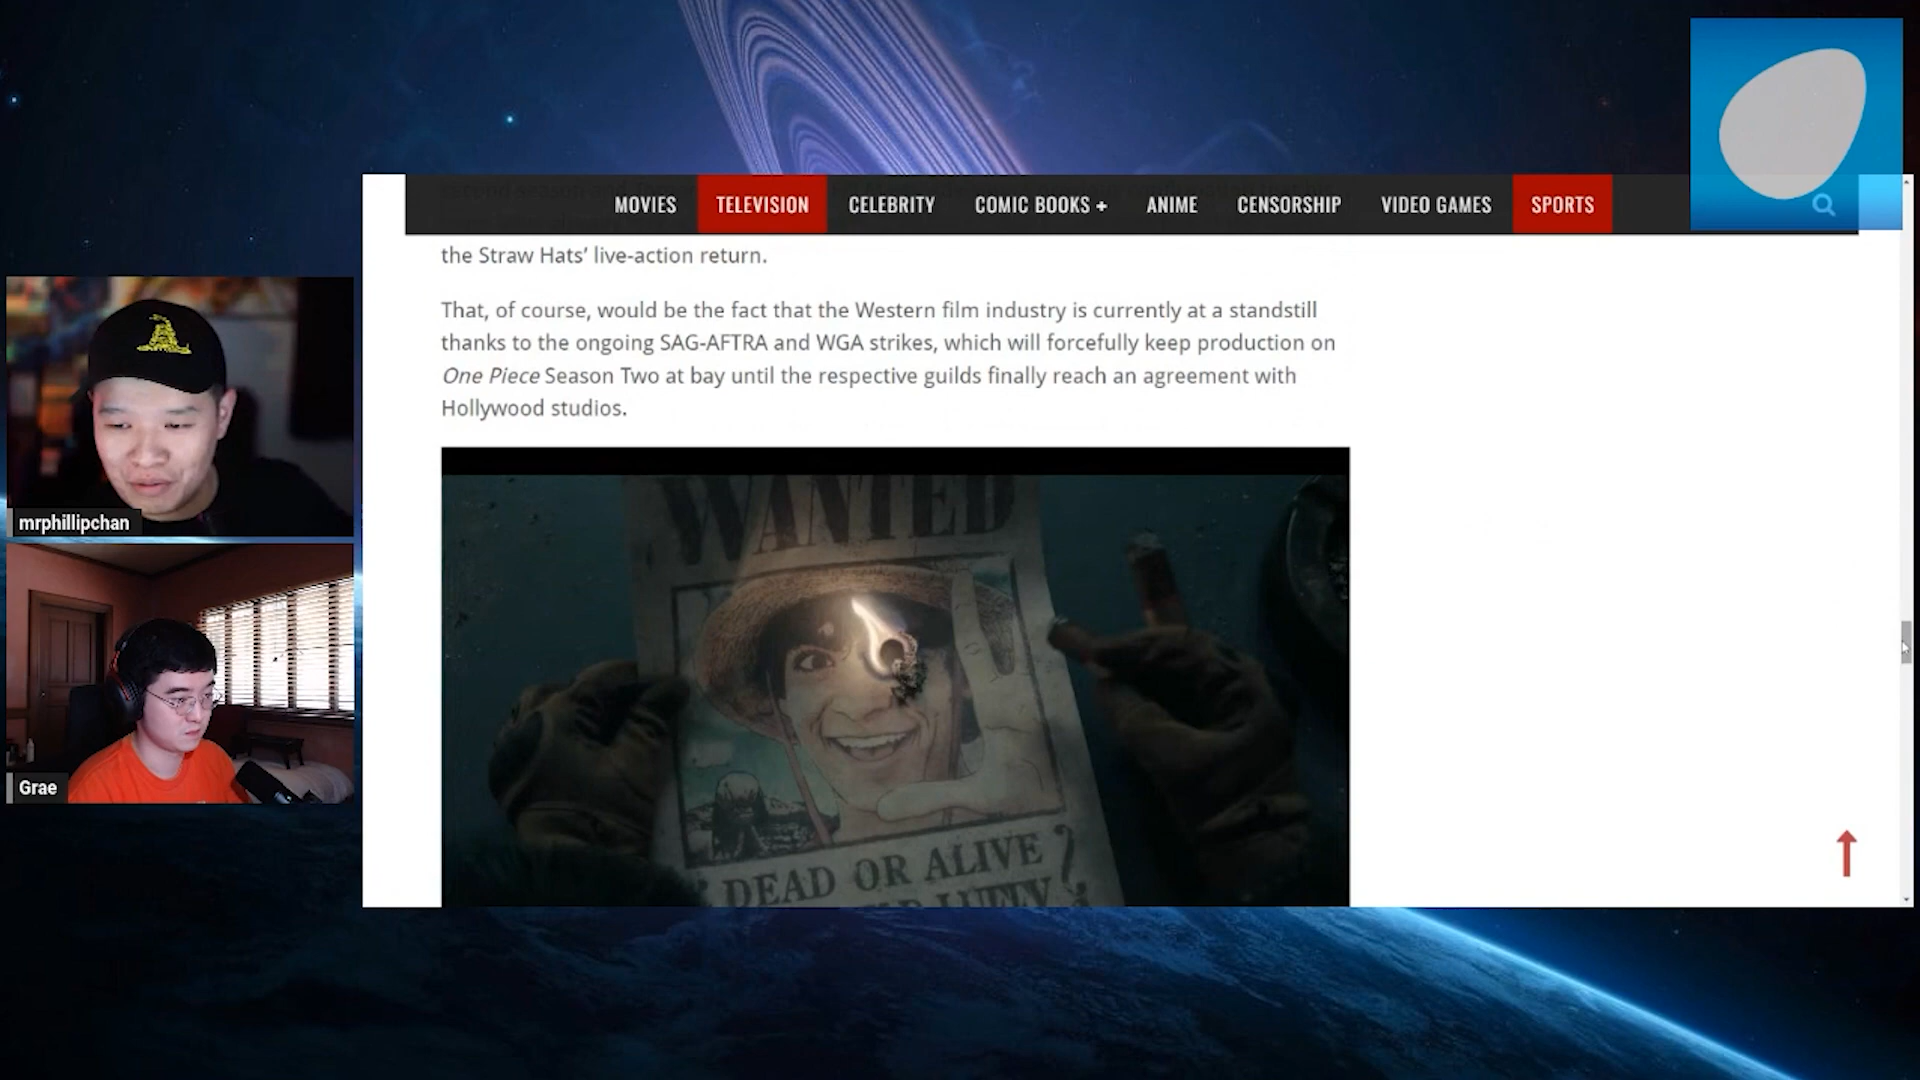 MOVIES TELEVISION CELEBRITY COMIC BOOKS + ANIME CENSORSHIP VIDEO GAMES SPORTS
the Straw Hats’ live-action return.
That, of course, would be the fact that the Western film industry is currently at a standstill
thanks to the ongoing SAG-AFTRA and WGA strikes, which will forcefully keep production on
One Piece Season Two at bay until the respective guilds finally reach an agreement with
Hollywood studios.
WANTED
DEAD OR ALIVE
LUFFY
mrphillipchan
Grae